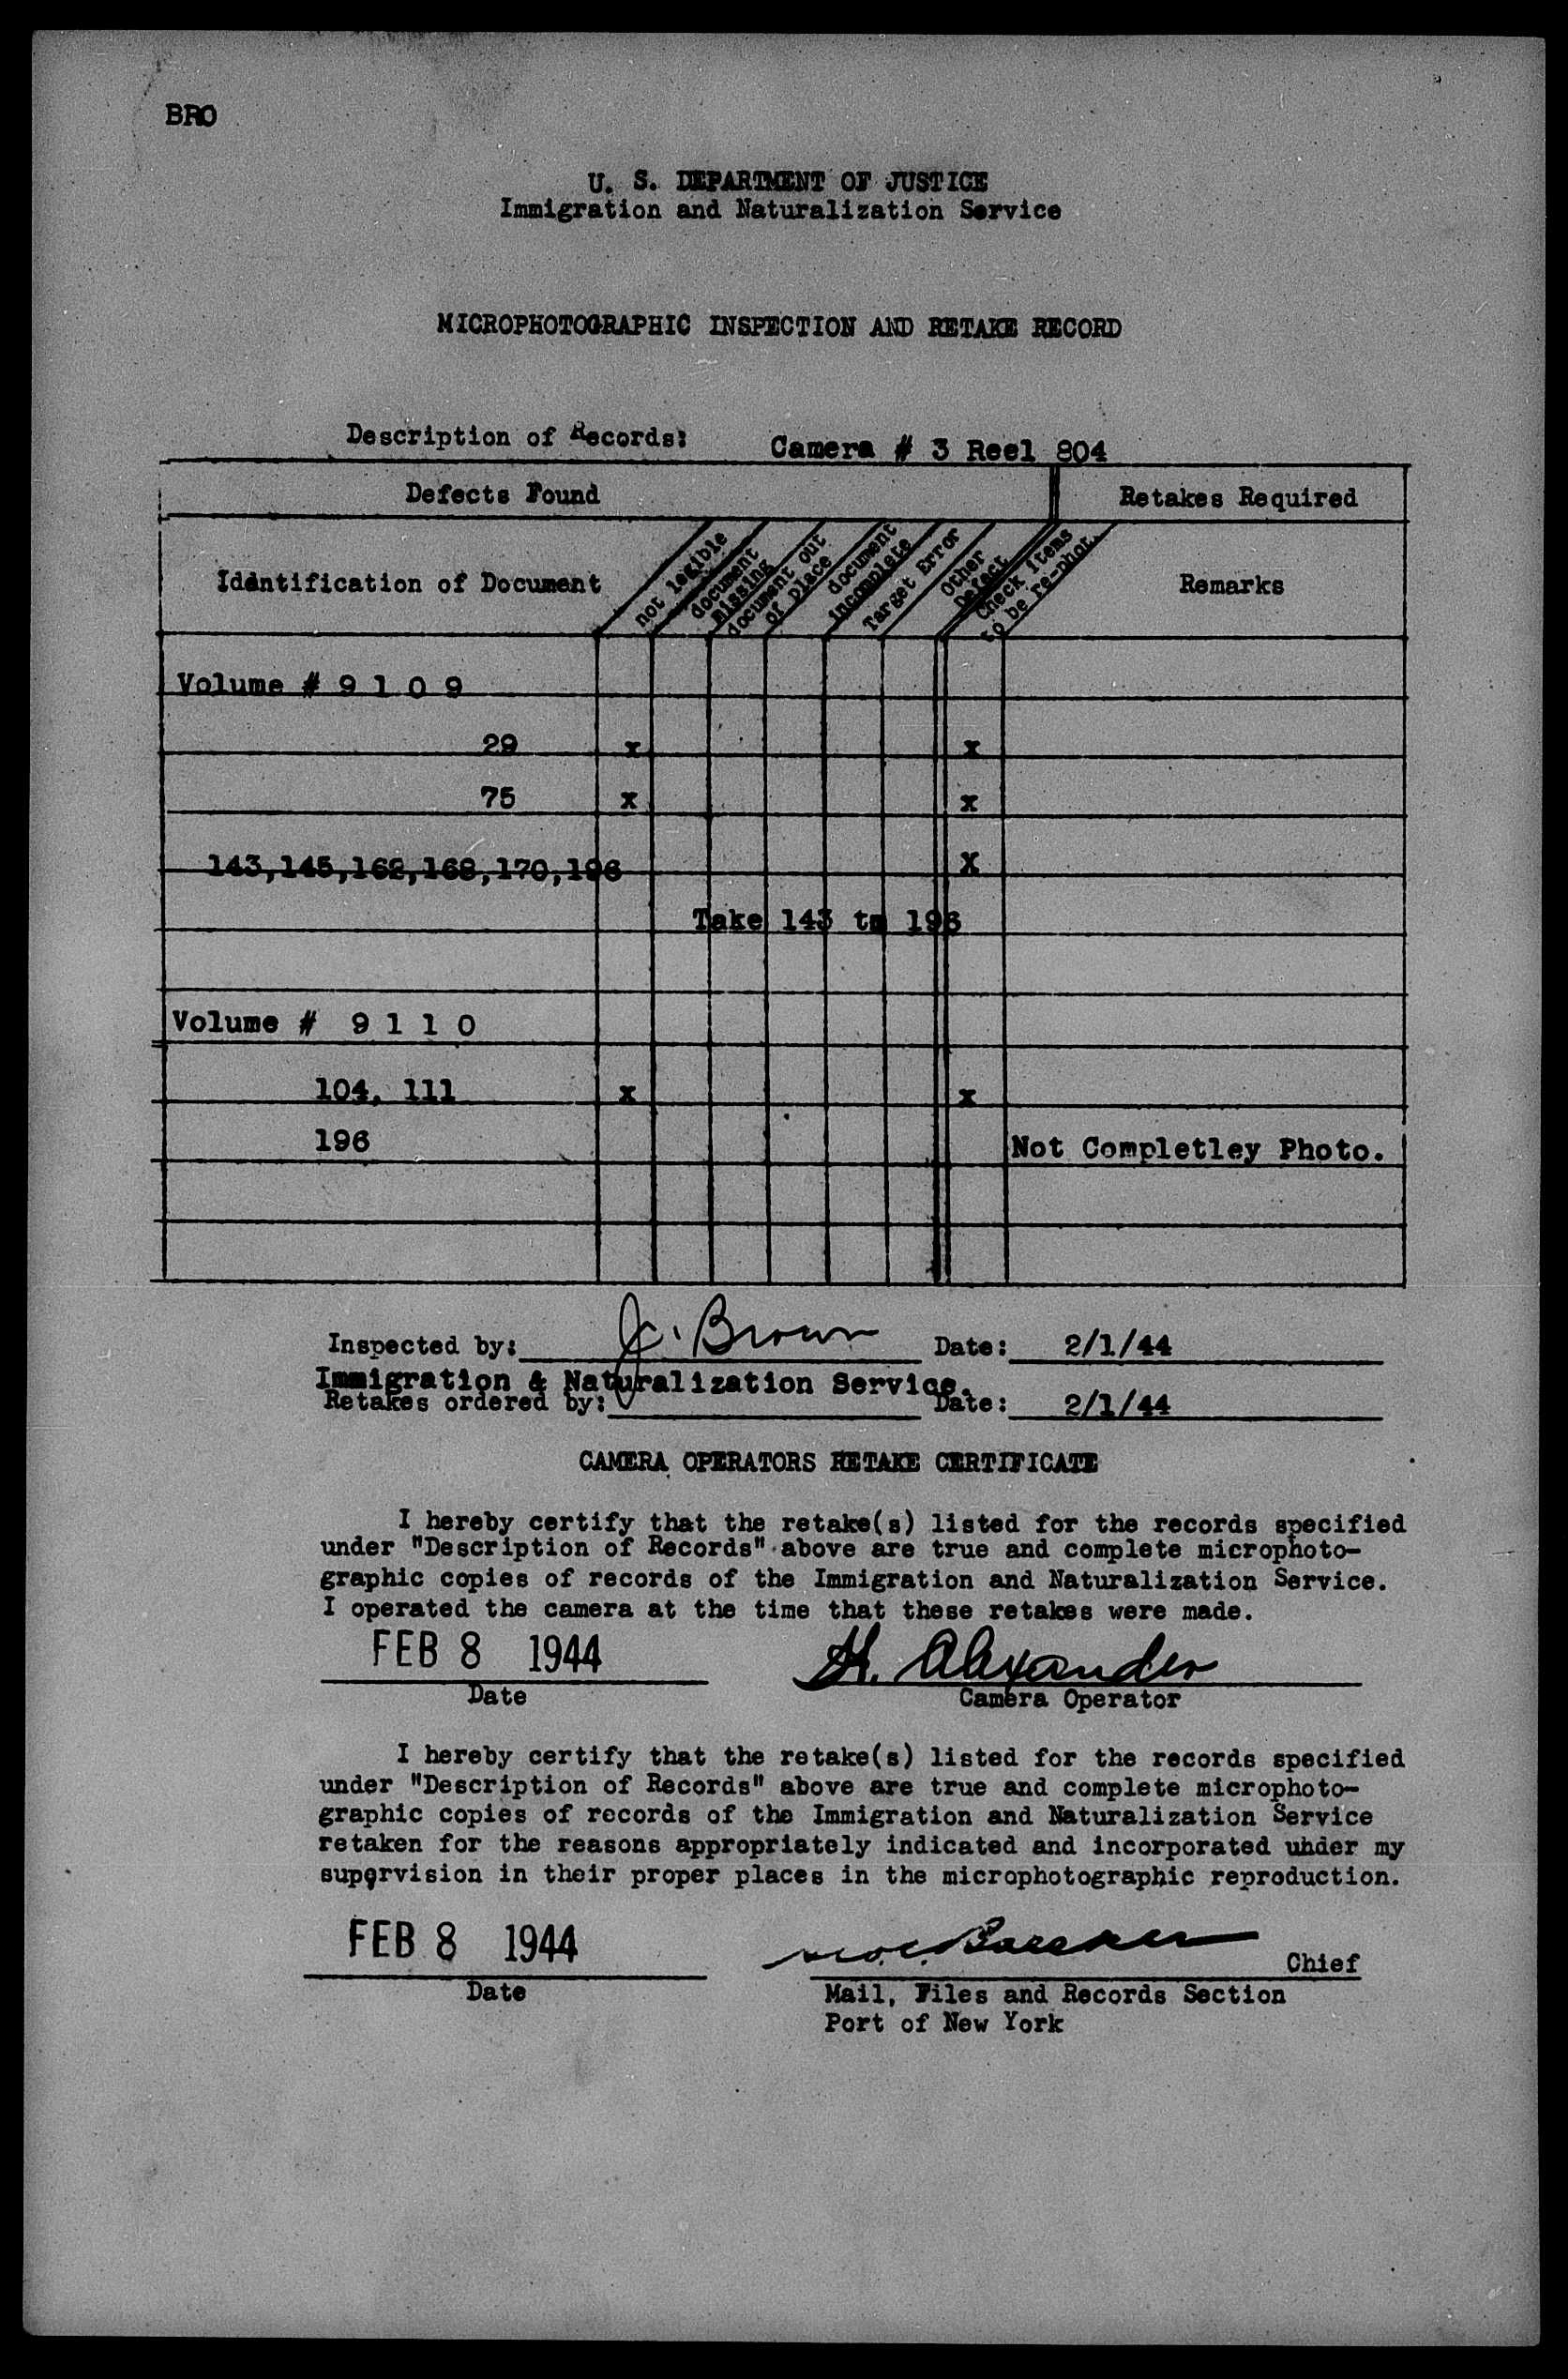 BRO
U. S. DEPARTMENT OF JUSTICE
Immigration and Naturalization Service
MICROPHOTOGRAPHIC INSPECTION AND RETAKE RECORD
Description of Records: Camera # 3 Reel 804
Defects Found Retakes Required
Identification of Document
not legible
document
missing
document out
of place
document
incomplete
Target Error
Other
Defect
Check items
to be re-phot.
Remarks
Volume # 9 1 0 9
29 x x
75 x x
143,145,162,168,170,196 X
Take 143 to 196
Volume # 9 1 1 0
104, 111 x x
196 Not Completley Photo.
Inspected by: J. Brown Date: 2/1/44
Immigration & Naturalization Service.
Retakes ordered by: Date: 2/1/44
CAMERA OPERATORS RETAKE CERTIFICATE
I hereby certify that the retake(s) listed for the records specified
under "Description of Records" above are true and complete microphoto-
graphic copies of records of the Immigration and Naturalization Service.
I operated the camera at the time that these retakes were made.
FEB 8 1944 H. Alexander
Date Camera Operator
I hereby certify that the retake(s) listed for the records specified
under "Description of Records" above are true and complete microphoto-
graphic copies of records of the Immigration and Naturalization Service
retaken for the reasons appropriately indicated and incorporated under my
supervision in their proper places in the microphotographic reproduction.
FEB 8 1944 Chief
Date Mail, Files and Records Section
Port of New York